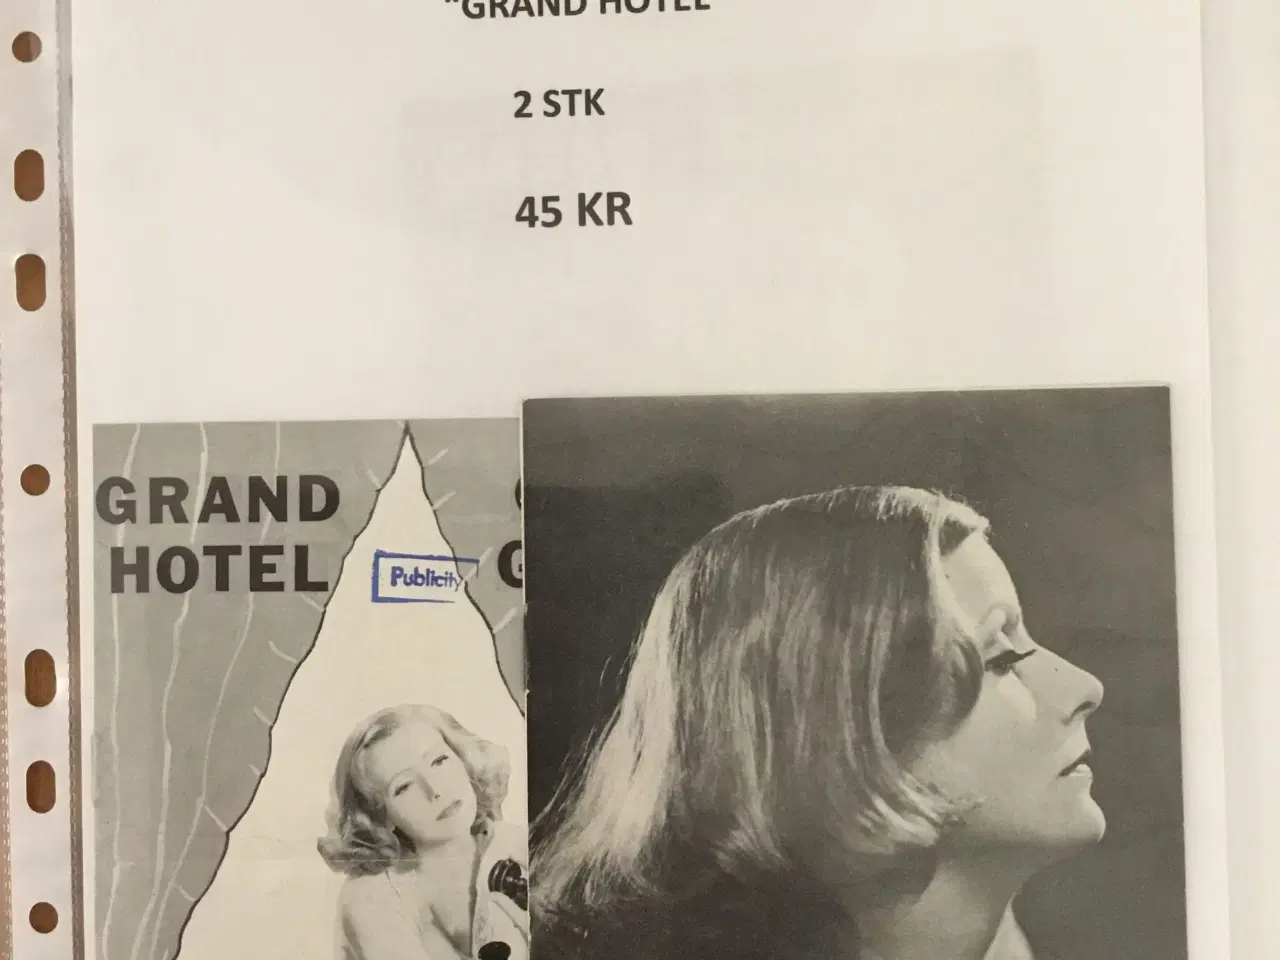 "GRAND HOTEL
2 STK
45 KR
GRAND
HOTEL
Publicity
G